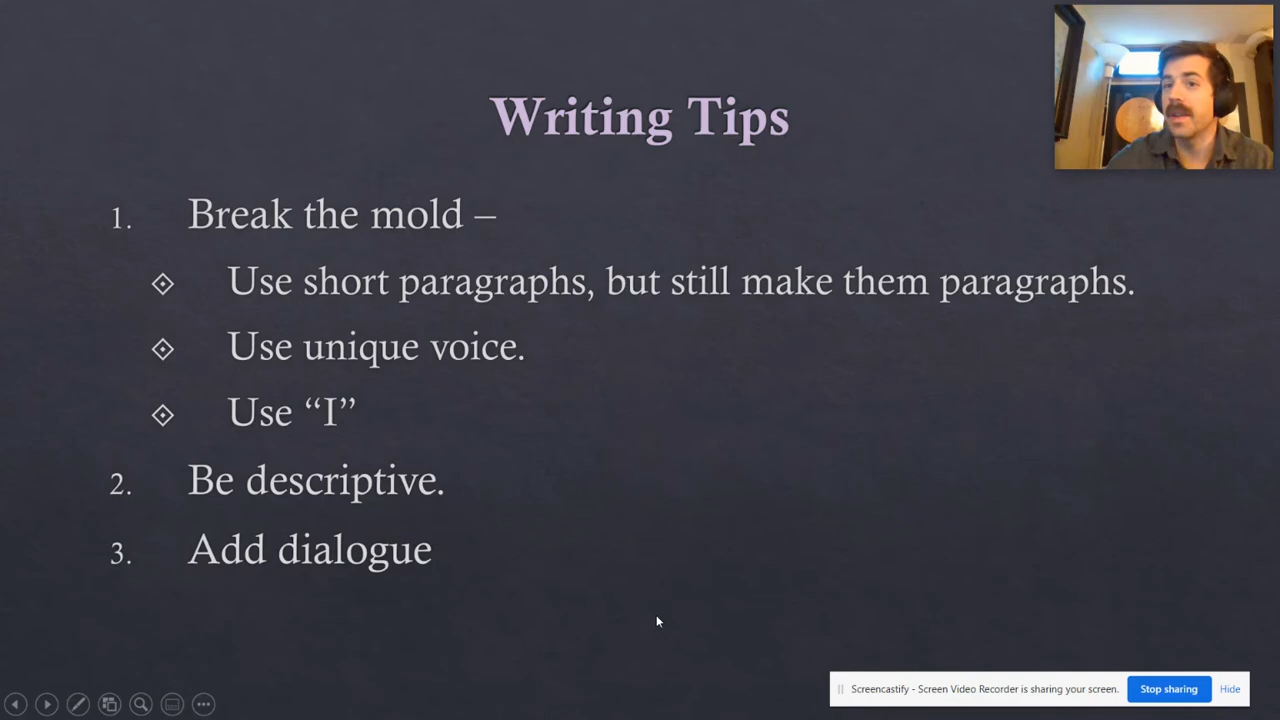 Writing Tips
1. Break the mold –
Use short paragraphs, but still make them paragraphs.
Use unique voice.
Use “I”
2. Be descriptive.
3. Add dialogue
Screencastify - Screen Video Recorder is sharing your screen. Stop sharing Hide